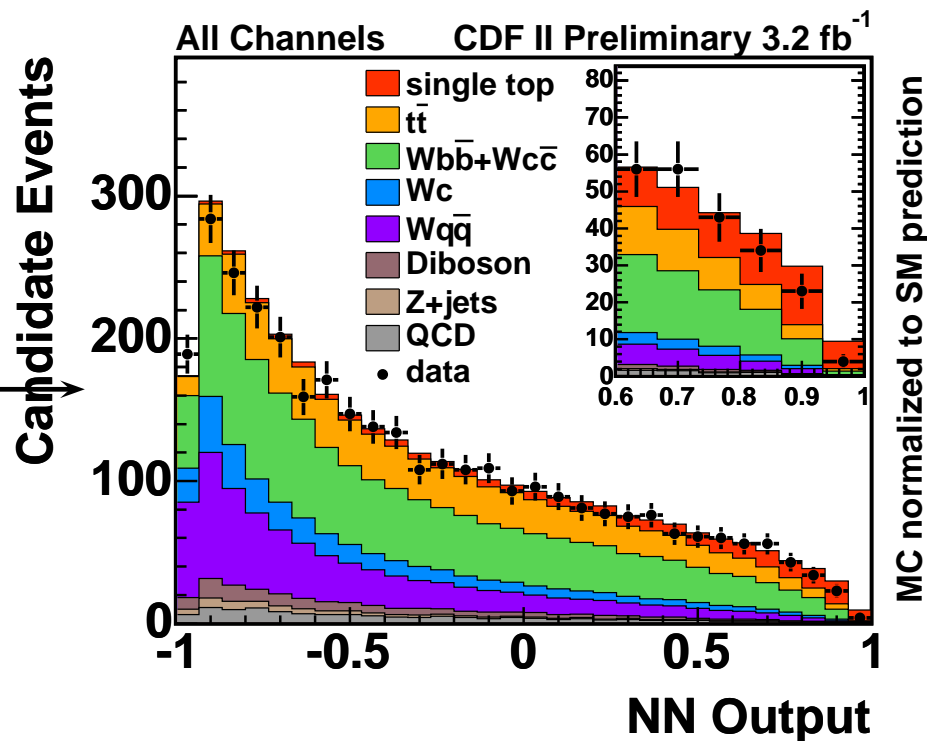 All Channels CDF II Preliminary 3.2 fb⁻¹
Candidate Events
single top
tt̄
Wbb̄+Wcc̄
Wc
Wqq̄
Diboson
Z+jets
QCD
data
300
200
100
0
-1 -0.5 0 0.5 1
NN Output
80
70
60
50
40
30
20
10
0
0.6 0.7 0.8 0.9 1
MC normalized to SM prediction